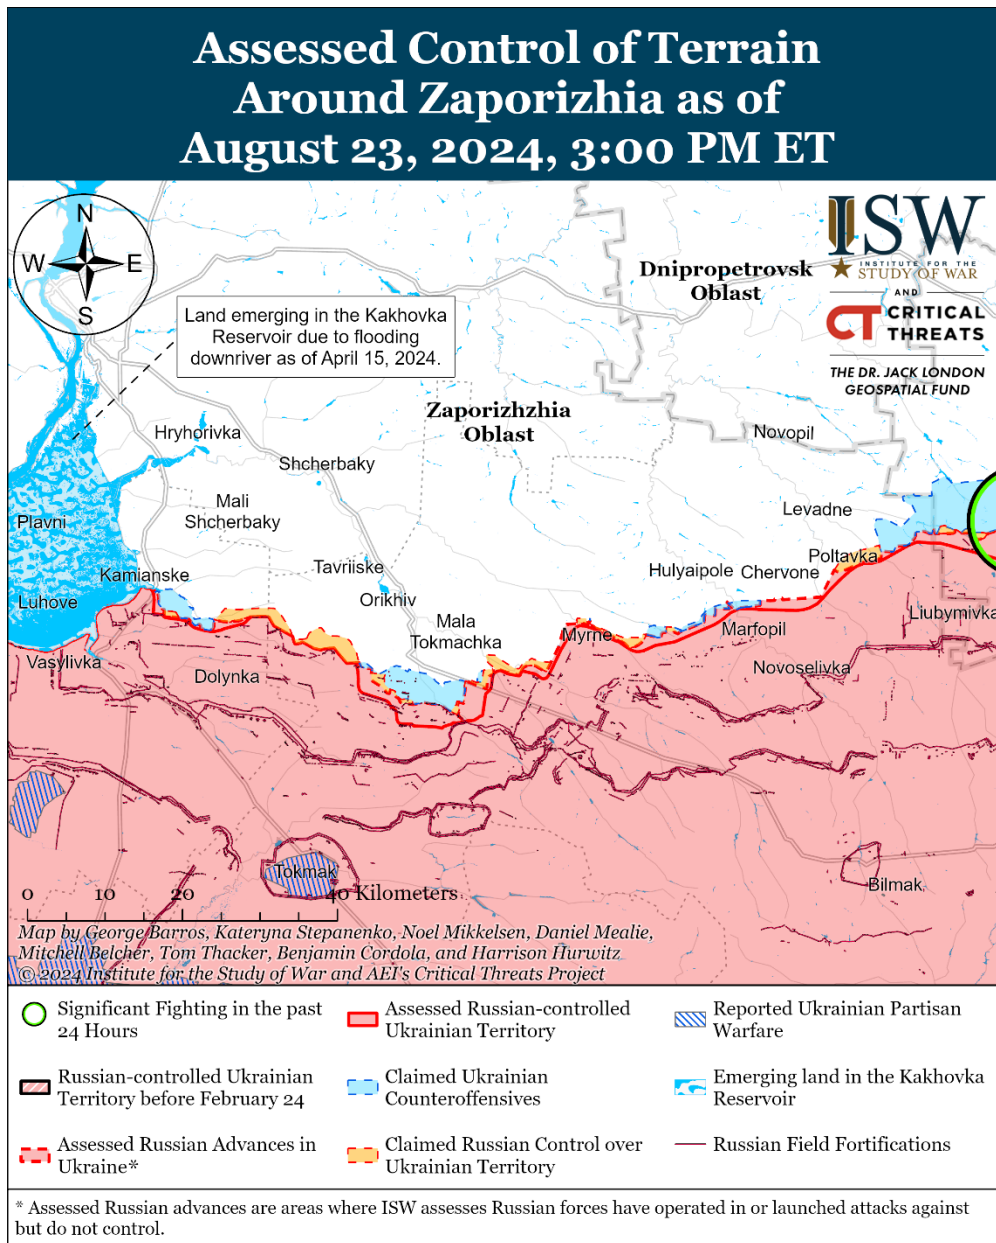 Assessed Control of Terrain
Around Zaporizhia as of
August 23, 2024, 3:00 PM ET
N
W
E
S
ISW
INSTITUTE FOR THE
STUDY OF WAR
AND
CT CRITICAL
THREATS
THE DR. JACK LONDON
GEOSPATIAL FUND
Dnipropetrovsk
Oblast
Land emerging in the Kakhovka
Reservoir due to flooding
downriver as of April 15, 2024.
Zaporizhzhia
Oblast
Hryhorivka
Novopil
Shcherbaky
Mali
Shcherbaky
Levadne
Plavni
Poltavka
Tavriiske
Hulyaipole
Chervone
Kamianske
Orikhiv
Luhove
Liubymivka
Mala
Tokmachka
Myrne
Marfopil
Vasylivka
Dolynka
Novoselivka
Tokmak
Bilmak
0 10 20 40 Kilometers
Map by George Barros, Kateryna Stepanenko, Noel Mikkelsen, Daniel Mealie,
Mitchell Belcher, Tom Thacker, Benjamin Cordola, and Harrison Hurwitz
© 2024 Institute for the Study of War and AEI's Critical Threats Project
Significant Fighting in the past
24 Hours
Russian-controlled Ukrainian
Territory before February 24
Assessed Russian Advances in
Ukraine*
Assessed Russian-controlled
Ukrainian Territory
Claimed Ukrainian
Counteroffensives
Claimed Russian Control over
Ukrainian Territory
Reported Ukrainian Partisan
Warfare
Emerging land in the Kakhovka
Reservoir
Russian Field Fortifications
* Assessed Russian advances are areas where ISW assesses Russian forces have operated in or launched attacks against
but do not control.